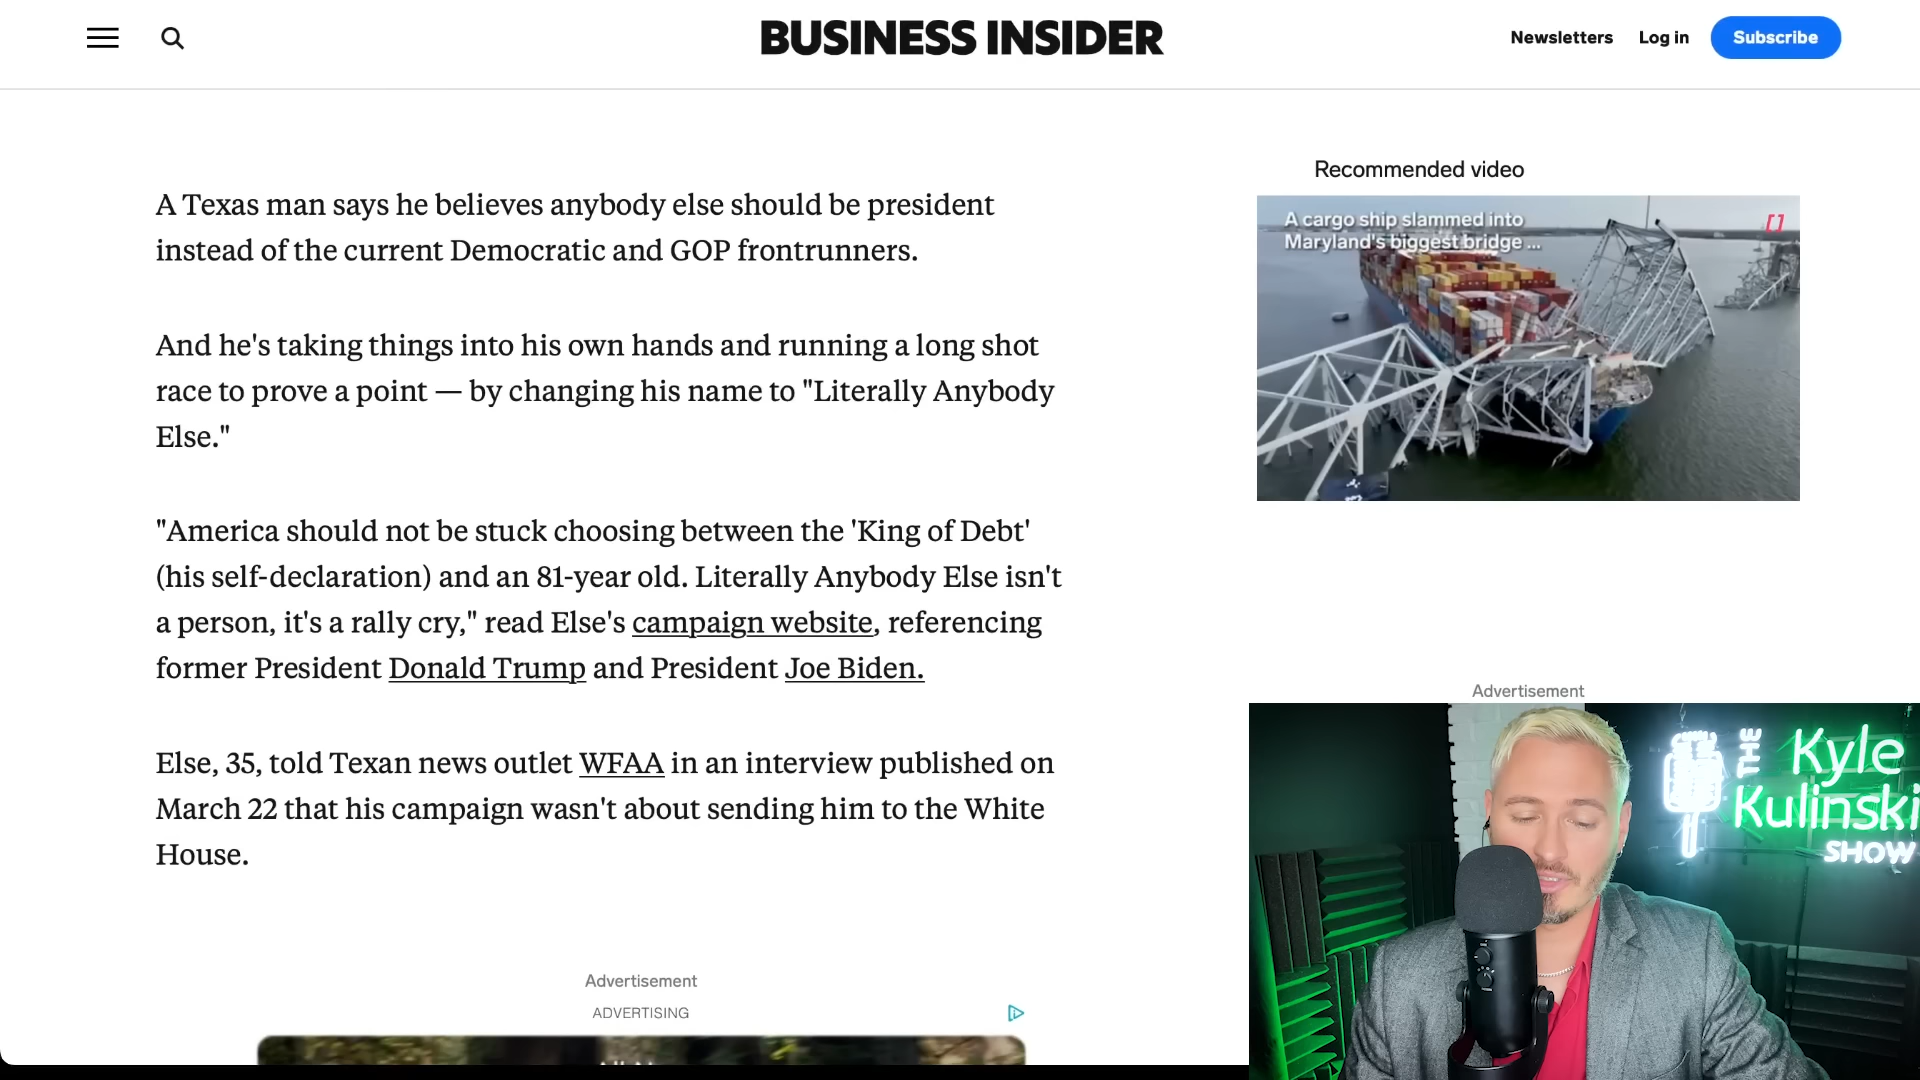 BUSINESS INSIDER
Newsletters
Log in
Subscribe
A Texas man says he believes anybody else should be president
instead of the current Democratic and GOP frontrunners.
And he's taking things into his own hands and running a long shot
race to prove a point — by changing his name to "Literally Anybody
Else."
"America should not be stuck choosing between the 'King of Debt'
(his self-declaration) and an 81-year old. Literally Anybody Else isn't
a person, it's a rally cry," read Else's campaign website, referencing
former President Donald Trump and President Joe Biden.
Else, 35, told Texan news outlet WFAA in an interview published on
March 22 that his campaign wasn't about sending him to the White
House.
Advertisement
ADVERTISING
Recommended video
A cargo ship slammed into
Maryland's biggest bridge ...
Advertisement
THE
Kyle
Kulinski
SHOW